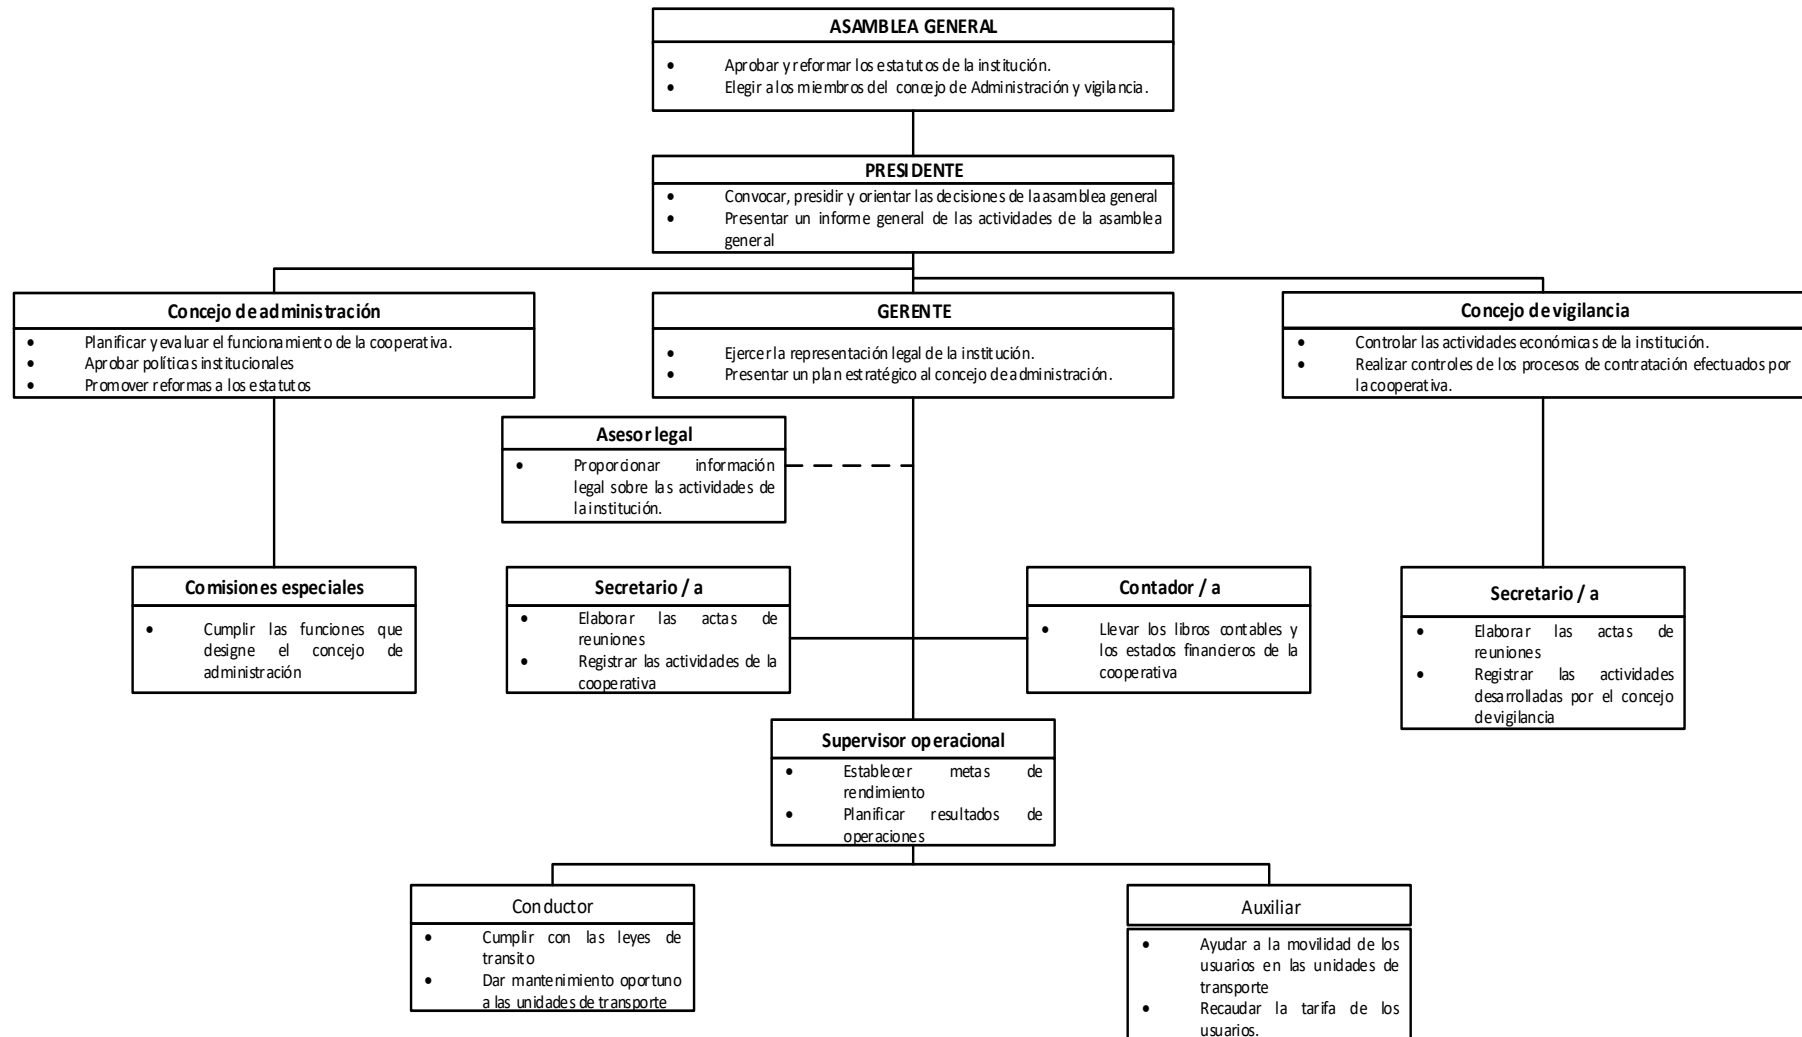 ASAMBLEA GENERAL
• Aprobar y reformar los estatutos de la institución.
• Elegir a los miembros del concejo de Administración y vigilancia.
PRESIDENTE
• Convocar, presidir y orientar las decisiones de la asamblea general
• Presentar un informe general de las actividades de la asamblea
general
Concejo de administración
• Planificar y evaluar el funcionamiento de la cooperativa.
• Aprobar políticas institucionales
• Promover reformas a los estatutos
GERENTE
• Ejercer la representación legal de la institución.
• Presentar un plan estratégico al concejo de administración.
Concejo de vigilancia
• Controlar las actividades económicas de la institución.
• Realizar controles de los procesos de contratación efectuados por
la cooperativa.
Asesor legal
• Proporcionar información
legal sobre las actividades de
la institución.
Comisiones especiales
• Cumplir las funciones que
designe el concejo de
administración
Secretario / a
• Elaborar las actas de
reuniones
• Registrar las actividades de la
cooperativa
Contador / a
• Llevar los libros contables y
los estados financieros de la
cooperativa
Secretario / a
• Elaborar las actas de
reuniones
• Registrar las actividades
desarrolladas por el concejo
de vigilancia
Supervisor operacional
• Establecer metas de
rendimiento
• Planificar resultados de
operaciones
Conductor
• Cumplir con las leyes de
transito
• Dar mantenimiento oportuno
a las unidades de transporte
Auxiliar
• Ayudar a la movilidad de los
usuarios en las unidades de
transporte
• Recaudar la tarifa de los
usuarios.